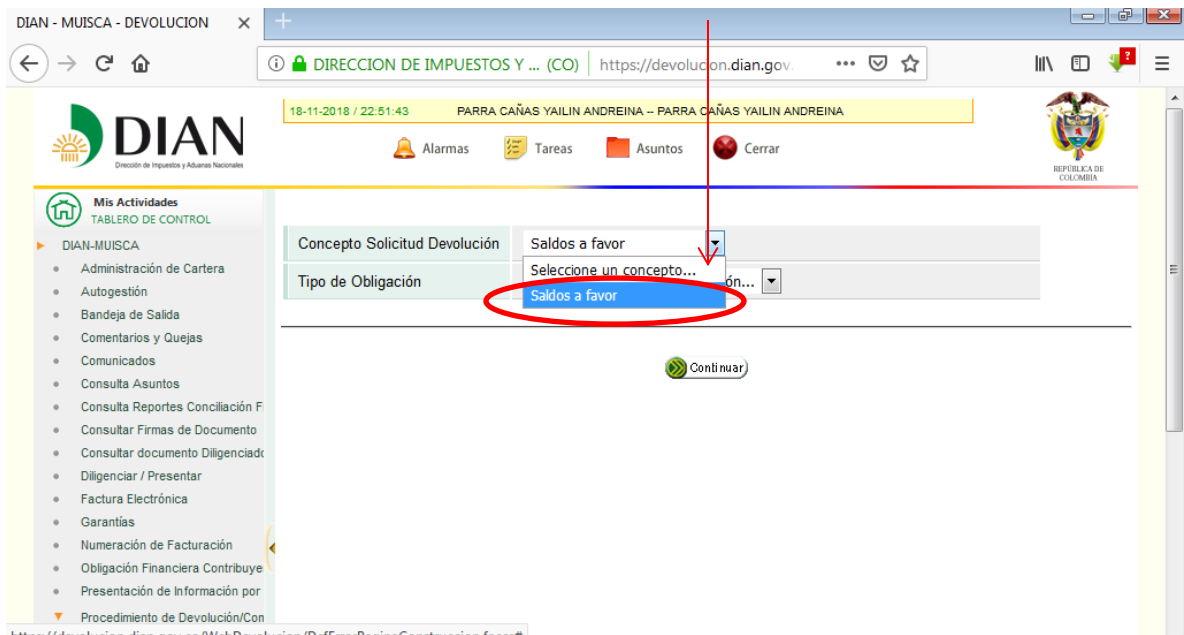 DIAN - MUISCA - DEVOLUCION
DIRECCION DE IMPUESTOS Y ... (CO) https://devolucion.dian.gov.
18-11-2018 / 22:51:43 PARRA CAÑAS YAILIN ANDREINA -- PARRA CAÑAS YAILIN ANDREINA
DIAN
Dirección de Impuestos y Aduanas Nacionales
Alarmas Tareas Asuntos Cerrar
REPÚBLICA DE
COLOMBIA
Mis Actividades
TABLERO DE CONTROL
DIAN-MUISCA
Administración de Cartera
Autogestión
Bandeja de Salida
Comentarios y Quejas
Comunicados
Consulta Asuntos
Consulta Reportes Conciliación F
Consultar Firmas de Documento
Consultar documento Diligenciado
Diligenciar / Presentar
Factura Electrónica
Garantías
Numeración de Facturación
Obligación Financiera Contribuye
Presentación de Información por
Procedimiento de Devolución/Con
Concepto Solicitud Devolución Saldos a favor
Seleccione un concepto...
Tipo de Obligación ón...
Saldos a favor
Continuar